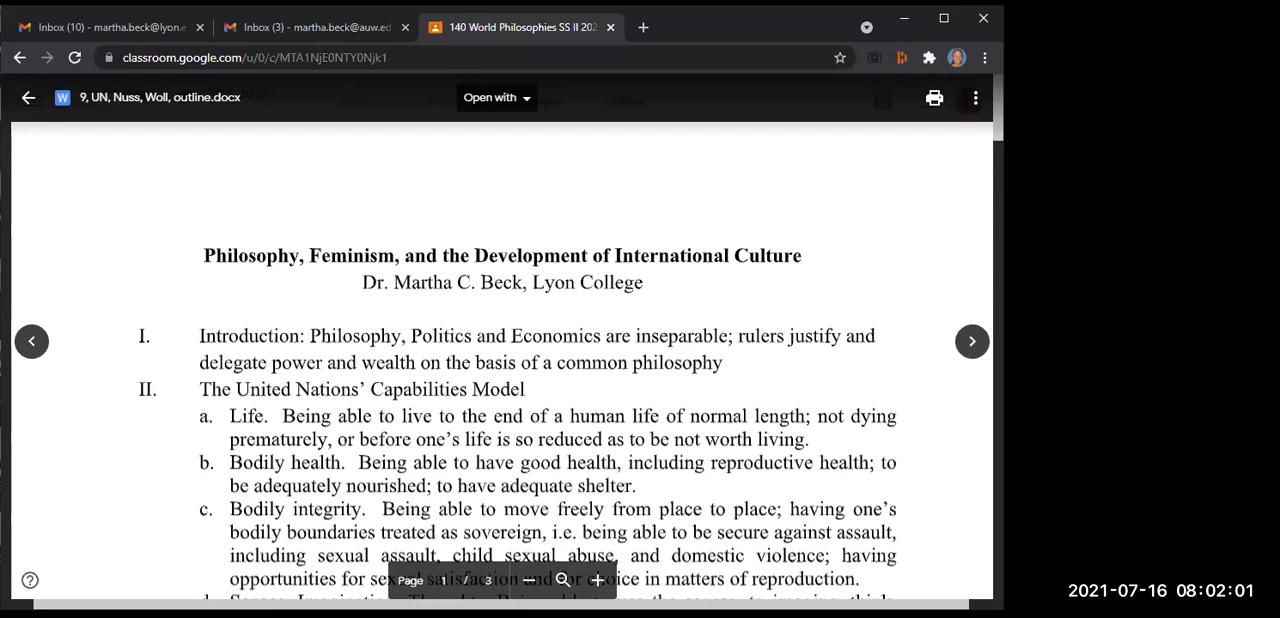 Inbox (10) - martha.beck@lyon.e
Inbox (3) - martha.beck@auw.ed
140 World Philosophies SS II 202
classroom.google.com/u/0/c/MTA1NjE0NTY0Njk1
W 9, UN, Nuss, Woll, outline.docx
Open with
Philosophy, Feminism, and the Development of International Culture
Dr. Martha C. Beck, Lyon College
I. Introduction: Philosophy, Politics and Economics are inseparable; rulers justify and
delegate power and wealth on the basis of a common philosophy
II. The United Nations' Capabilities Model
a. Life. Being able to live to the end of a human life of normal length; not dying
prematurely, or before one's life is so reduced as to be not worth living.
b. Bodily health. Being able to have good health, including reproductive health; to
be adequately nourished; to have adequate shelter.
c. Bodily integrity. Being able to move freely from place to place; having one's
bodily boundaries treated as sovereign, i.e. being able to be secure against assault,
including sexual assault, child sexual abuse, and domestic violence; having
opportunities for sexual satisfaction and for choice in matters of reproduction.
Page 1 / 3
2021-07-16 08:02:01